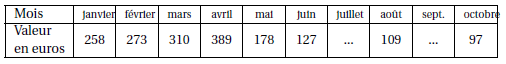 Mois janvier février mars avril mai juin juillet août sept. octobre
Valeur
en euros 258 273 310 389 178 127 ... 109 ... 97